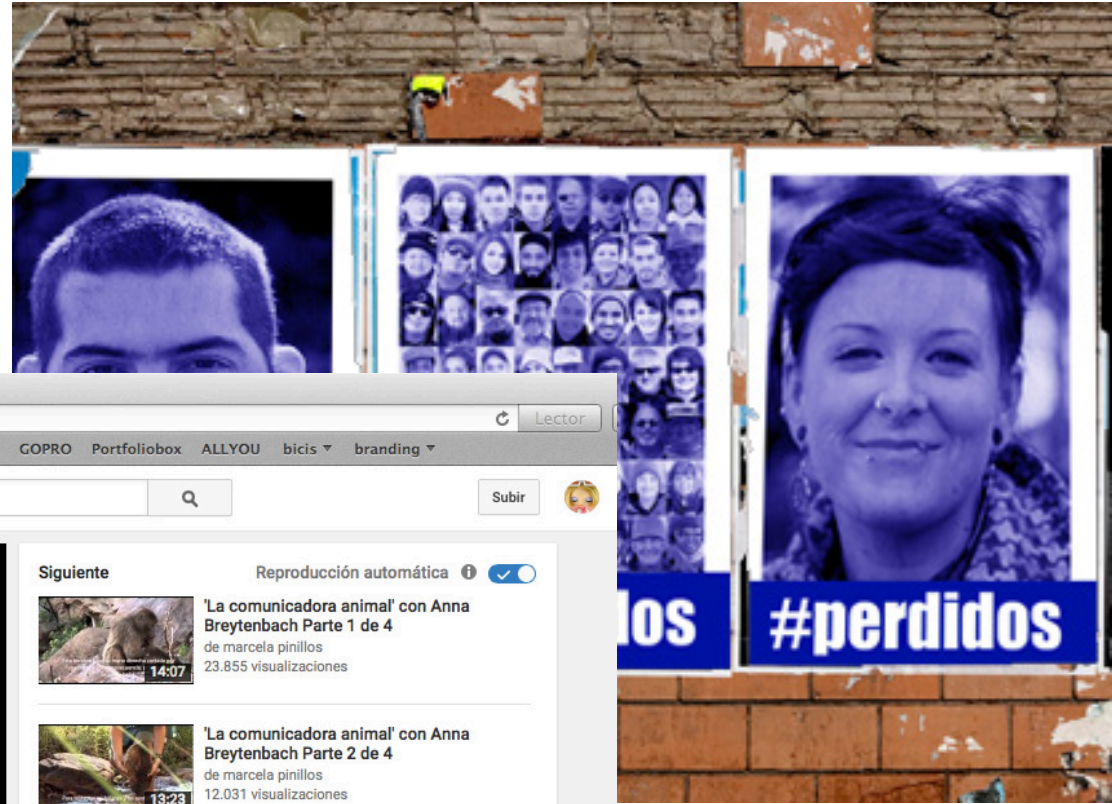 Lector
GOPRO Portfoliobox ALLYOU bicis branding
Subir
Siguiente
Reproducción automática
'La comunicadora animal' con Anna
Breytenbach Parte 1 de 4
de marcela pinillos
23.855 visualizaciones
14:07
'La comunicadora animal' con Anna
Breytenbach Parte 2 de 4
de marcela pinillos
12.031 visualizaciones
13:23
dos
#perdidos